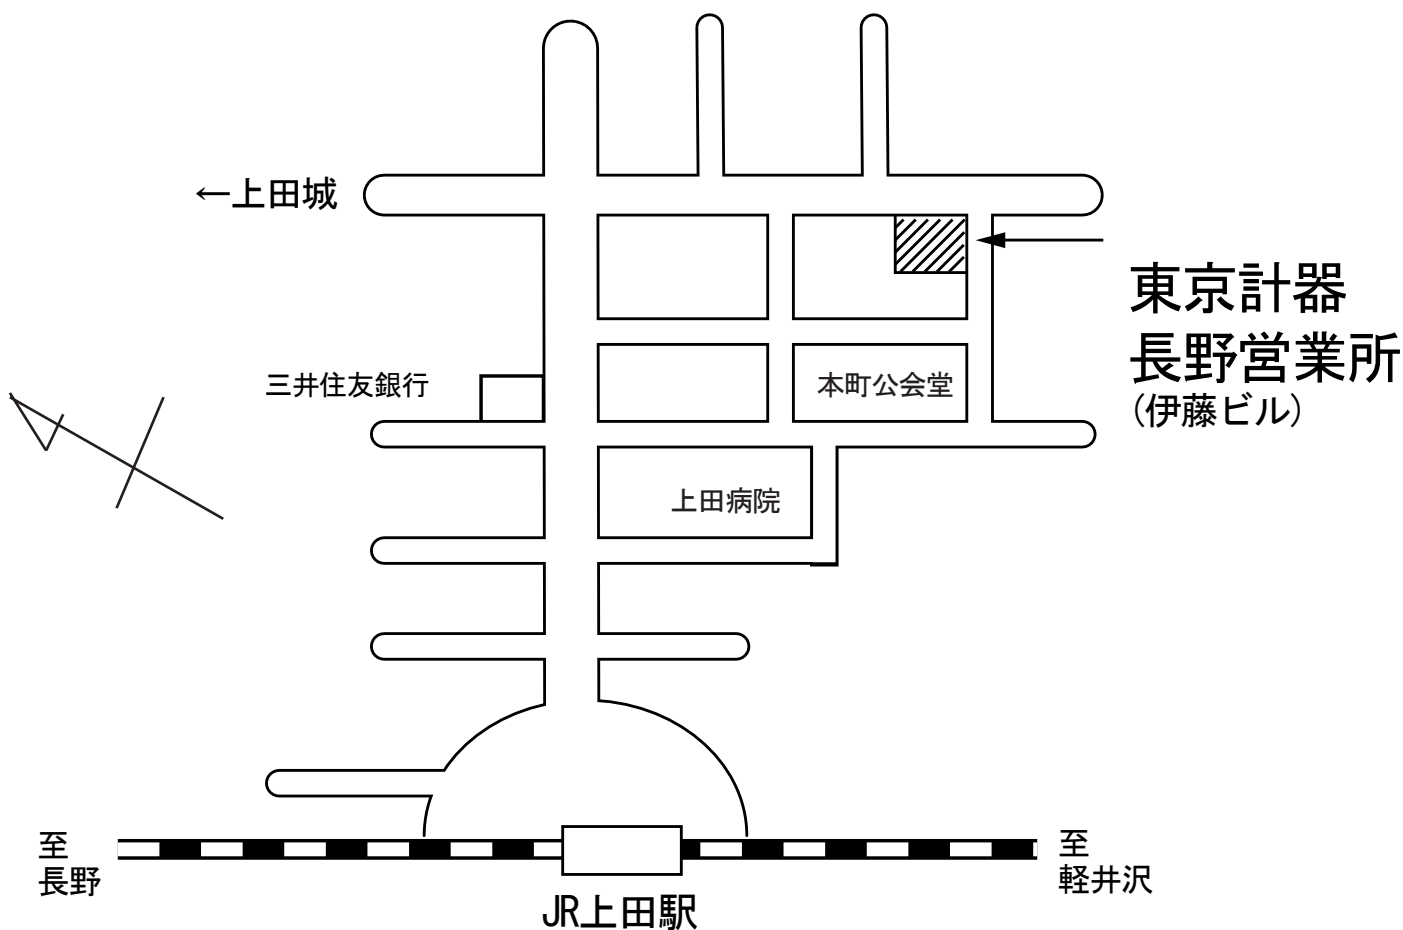 ←上田城
東京計器
長野営業所
(伊藤ビル)
三井住友銀行
本町公会堂
上田病院
至
長野
至
軽井沢
JR上田駅